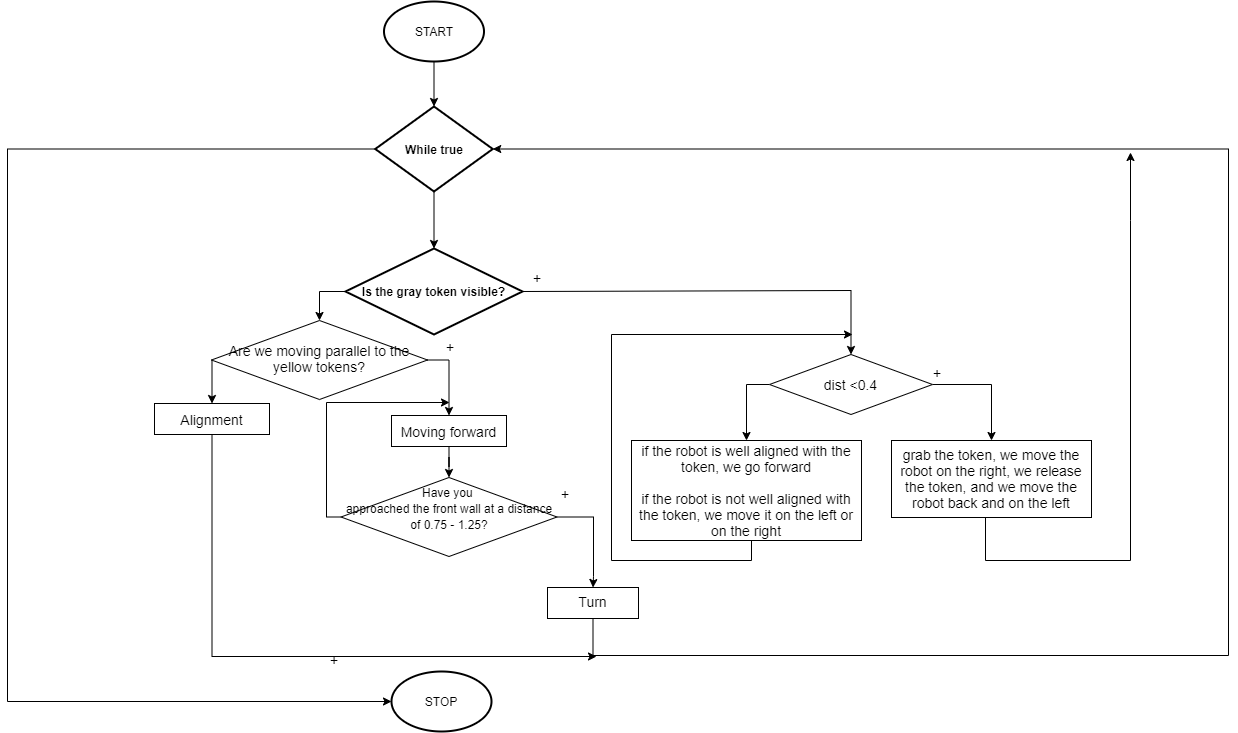 START
While true
Is the gray token visible?
+
Are we moving parallel to the
yellow tokens?
+
dist <0.4
+
Alignment
Moving forward
if the robot is well aligned with the
token, we go forward
if the robot is not well aligned with
the token, we move it on the left or
on the right
grab the token, we move the
robot on the right, we release
the token, and we move the
robot back and on the left
Have you
approached the front wall at a distance
of 0.75 - 1.25?
+
Turn
+
STOP